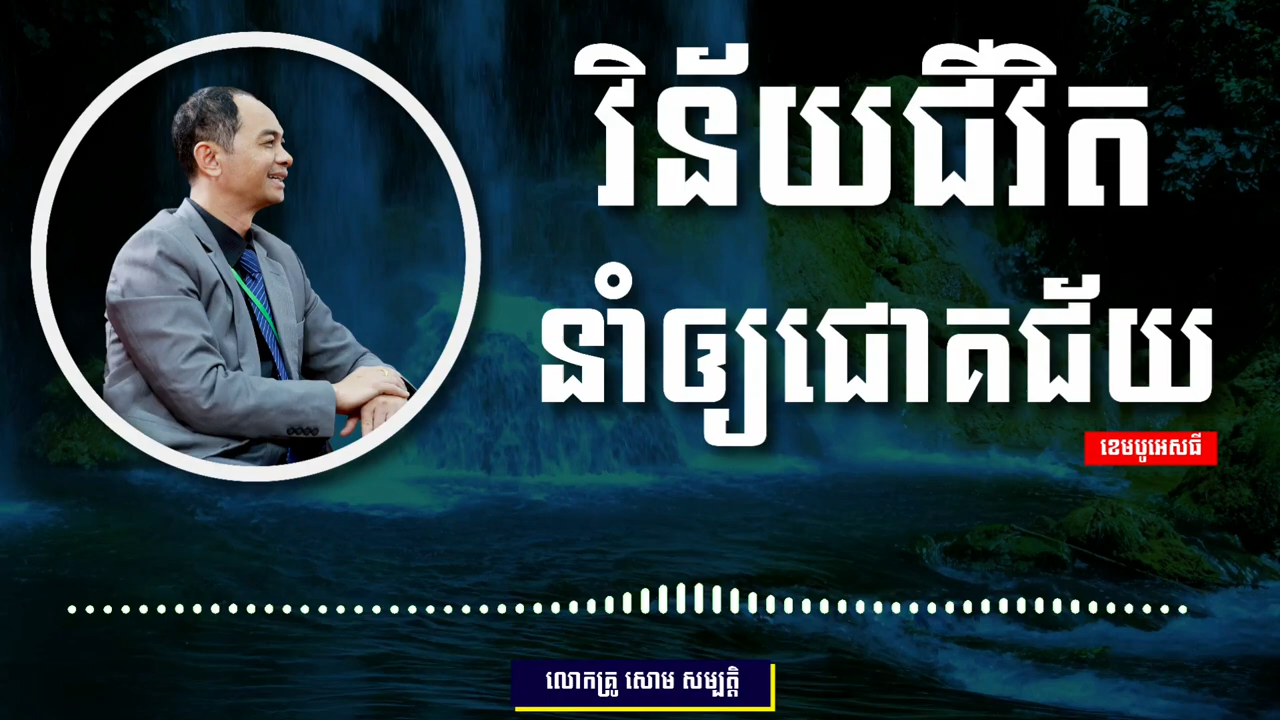 វិន័យជីវិត
នាំឲ្យជោគជ័យ
ខេមបូអេសធី
លោកគ្រូ សោម សម្បត្តិ